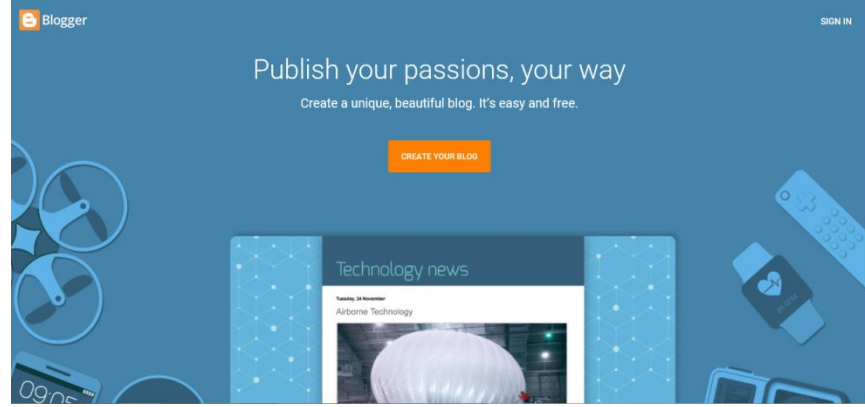 Blogger
SIGN IN
Publish your passions, your way
Create a unique, beautiful blog. It's easy and free.
CREATE YOUR BLOG
Technology news
Tuesday, 24 November
Airborne Technology
09:05